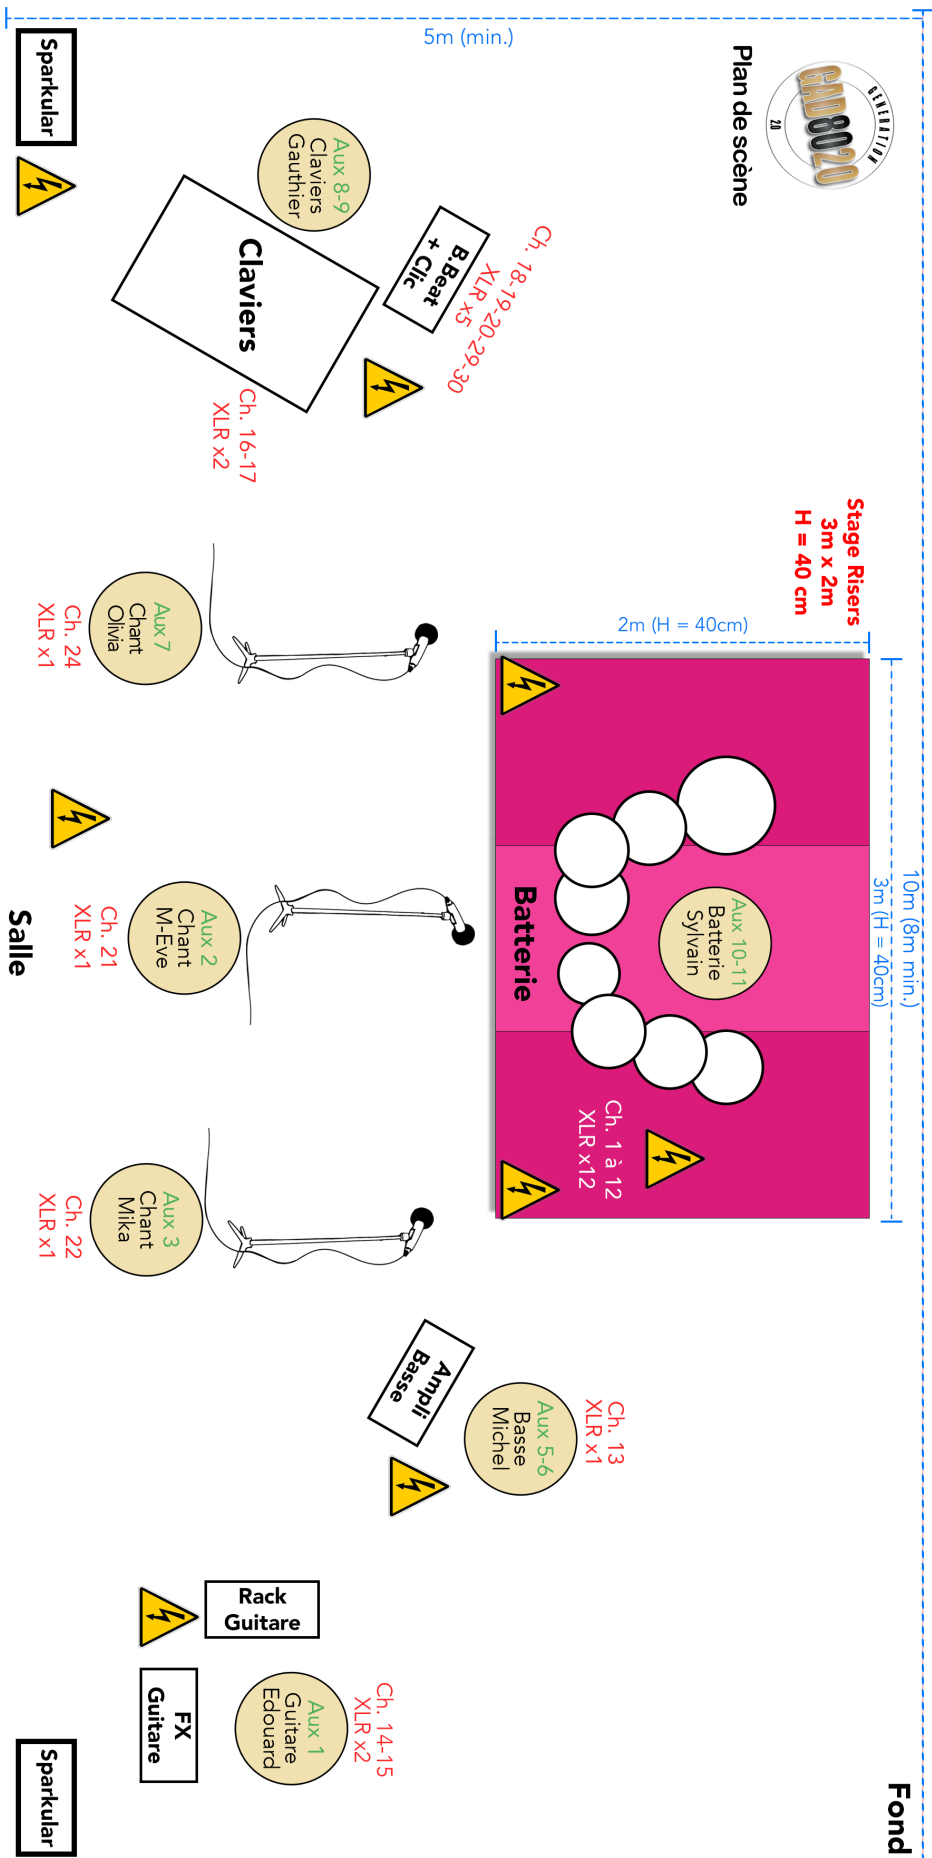 GENERATION
GAD8020
2.0
Plan de scène
5m (min.)
10m (8m min.)
Fond
Stage Risers
3m x 2m
H = 40 cm
2m (H = 40cm)
3m (H = 40cm)
Aux 10-11
Batterie
Sylvain
Batterie
Ch. 1 à 12
XLR x12
Ch. 18-19-20-29-30
XLR x5
B.Beat
+ Clic
Aux 8-9
Claviers
Gauthier
Claviers
Ch. 16-17
XLR x2
Sparkular
Aux 7
Chant
Olivia
Ch. 24
XLR x1
Aux 2
Chant
M-Eve
Ch. 21
XLR x1
Aux 3
Chant
Mika
Ch. 22
XLR x1
Ch. 13
XLR x1
Aux 5-6
Basse
Michel
Ampli
Basse
Ch. 14-15
XLR x2
Aux 1
Guitare
Edouard
Rack
Guitare
FX
Guitare
Sparkular
Salle